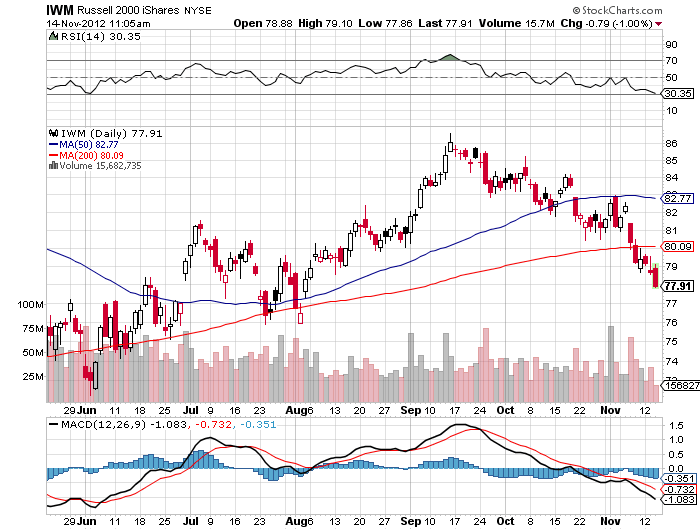 IWM Russell 2000 iShares NYSE © StockCharts.com
14-Nov-2012 11:05am Open 78.88 High 79.10 Low 77.86 Last 77.91 Volume 15.7M Chg -0.79 (-1.00%)
RSI(14) 30.35
90
70
50
30.35
10
IWM (Daily) 77.91
MA(50) 82.77
MA(200) 80.09
Volume 15,682,735
86
85
84
83
82.77
82
81
80.09
79
77.91
77
76
75
74
73
100M
75M
50M
25M
156827
29 Jun 11 18 25 Jul 9 16 23 Aug 6 13 20 27 Sep 10 17 24 Oct 8 15 22 Nov 12
MACD(12,26,9) -1.083, -0.732, -0.351
1.5
1.0
0.5
0.0
-0.351
-0.732
-1.083
29 Jun 11 18 25 Jul 9 16 23 Aug 6 13 20 27 Sep 10 17 24 Oct 8 15 22 Nov 12